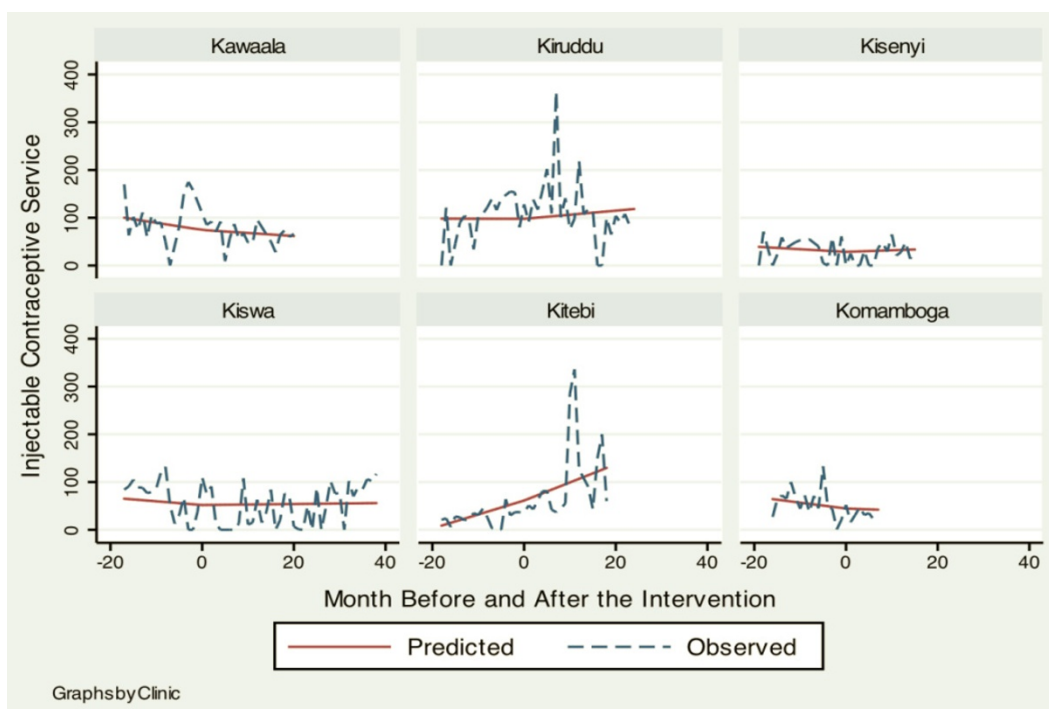 Kawaala Kiruddu Kisenyi
400
300
200
100
0
Kiswa Kitebi Komamboga
400
300
200
100
0
-20 0 20 40 -20 0 20 40 -20 0 20 40
Injectable Contraceptive Service
Month Before and After the Intervention
Predicted Observed
GraphsbyClinic